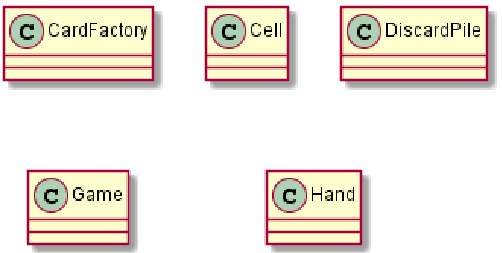 C CardFactory
C Cell
C DiscardPile
C Game
C Hand